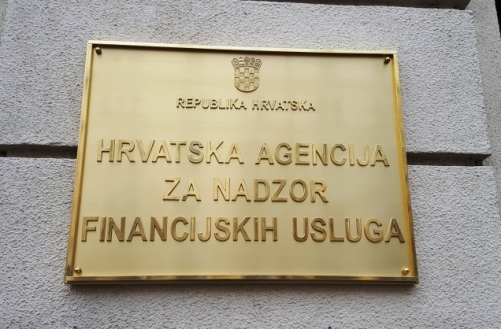 REPUBLIKA HRVATSKA
HRVATSKA AGENCIJA
ZA NADZOR
FINANCIJSKIH USLUGA